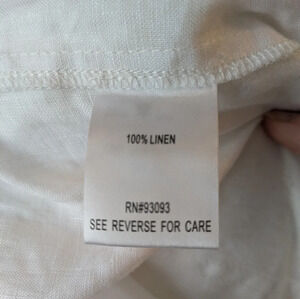 100% LINEN
RN#93093
SEE REVERSE FOR CARE